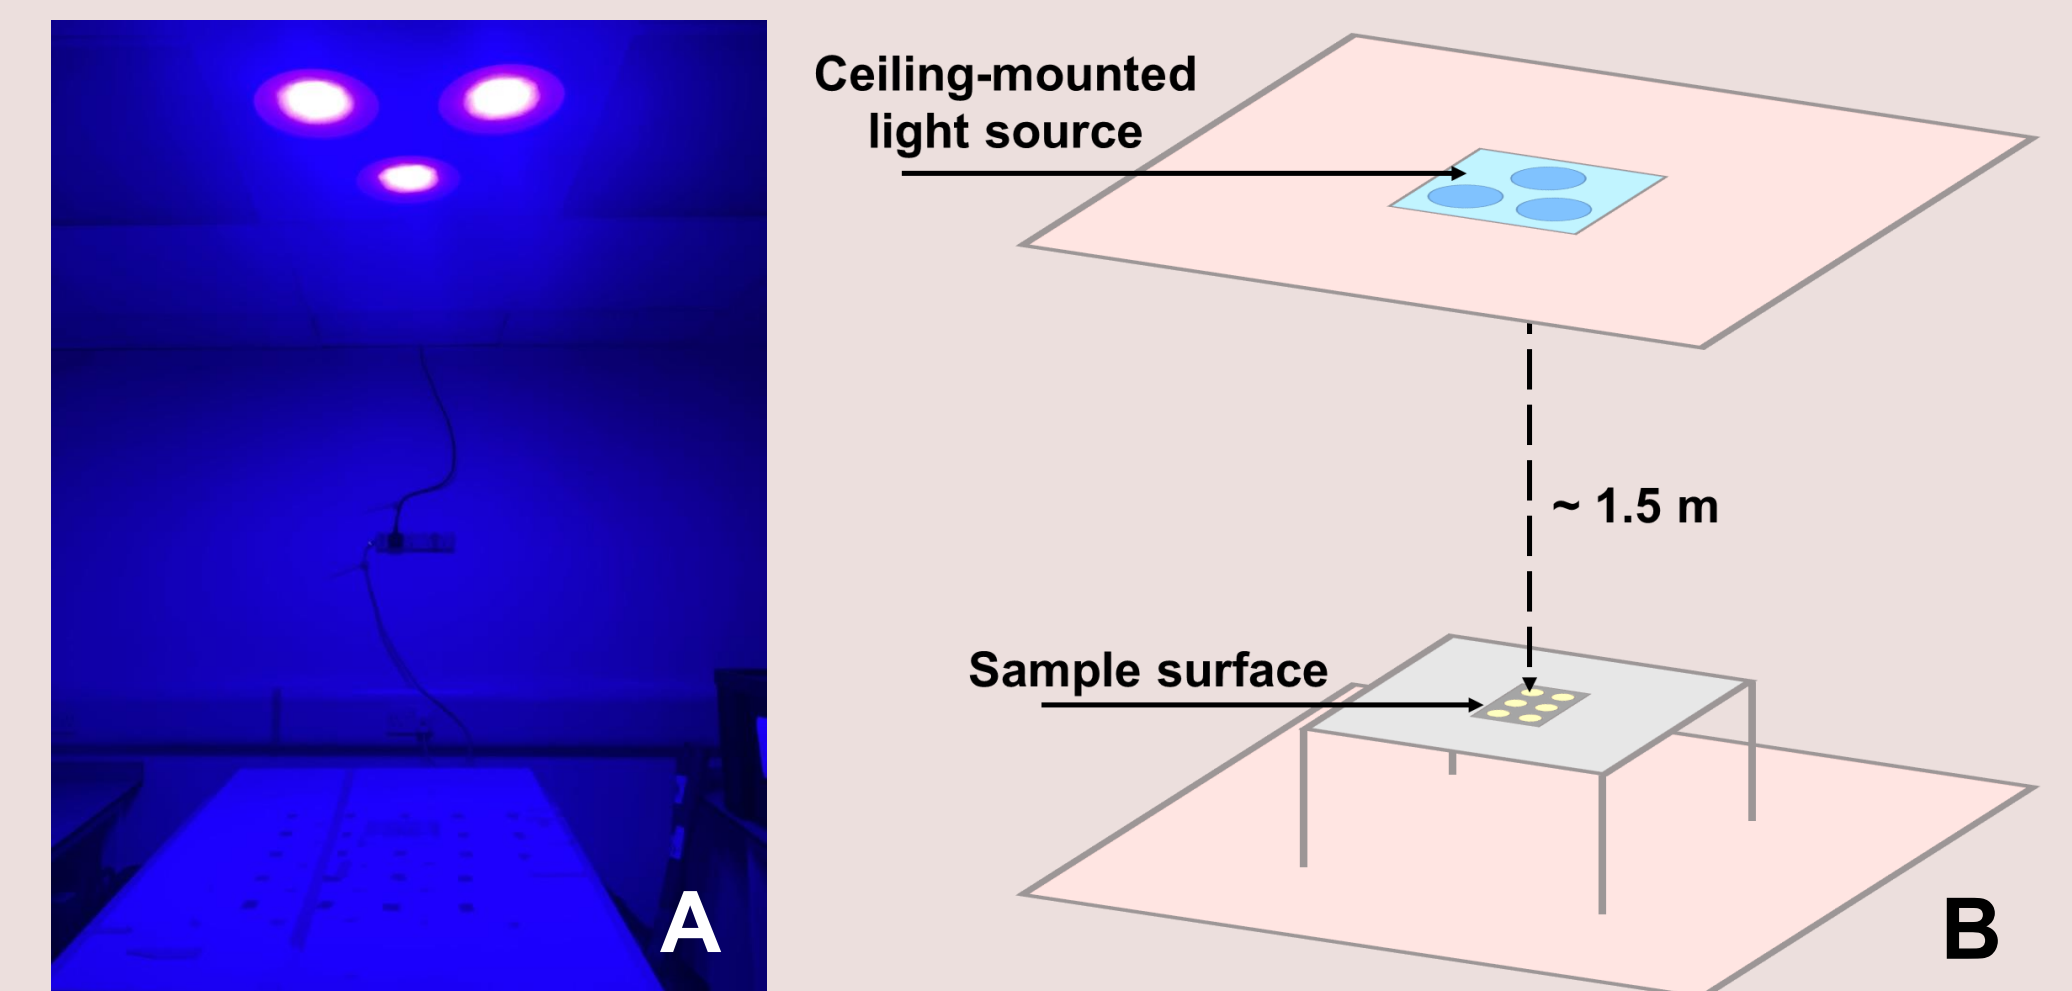 Ceiling-mounted
light source
~ 1.5 m
Sample surface
A
B